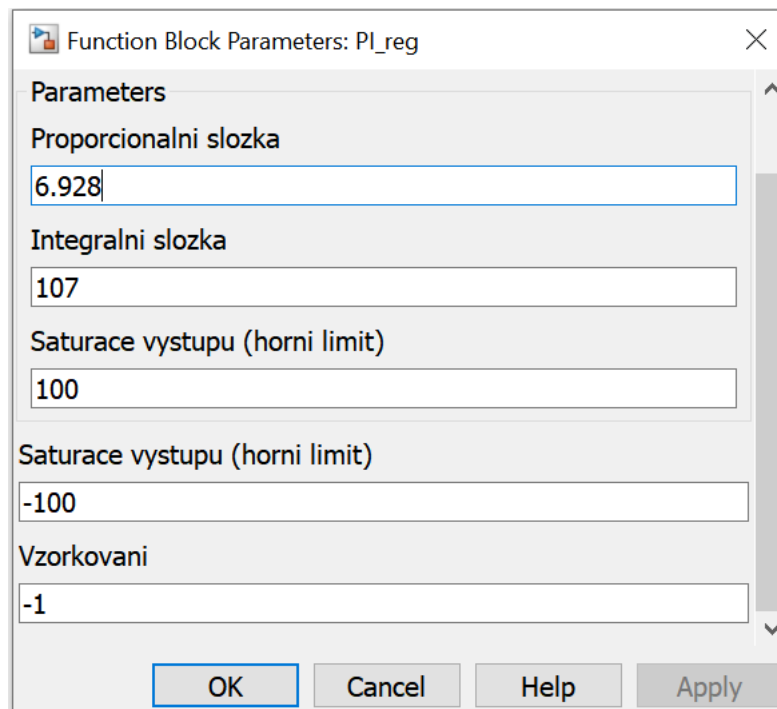 Function Block Parameters: PI_reg
Parameters
Proporcionalni slozka
6.928
Integralni slozka
107
Saturace vystupu (horni limit)
100
Saturace vystupu (horni limit)
-100
Vzorkovani
-1
OK Cancel Help Apply